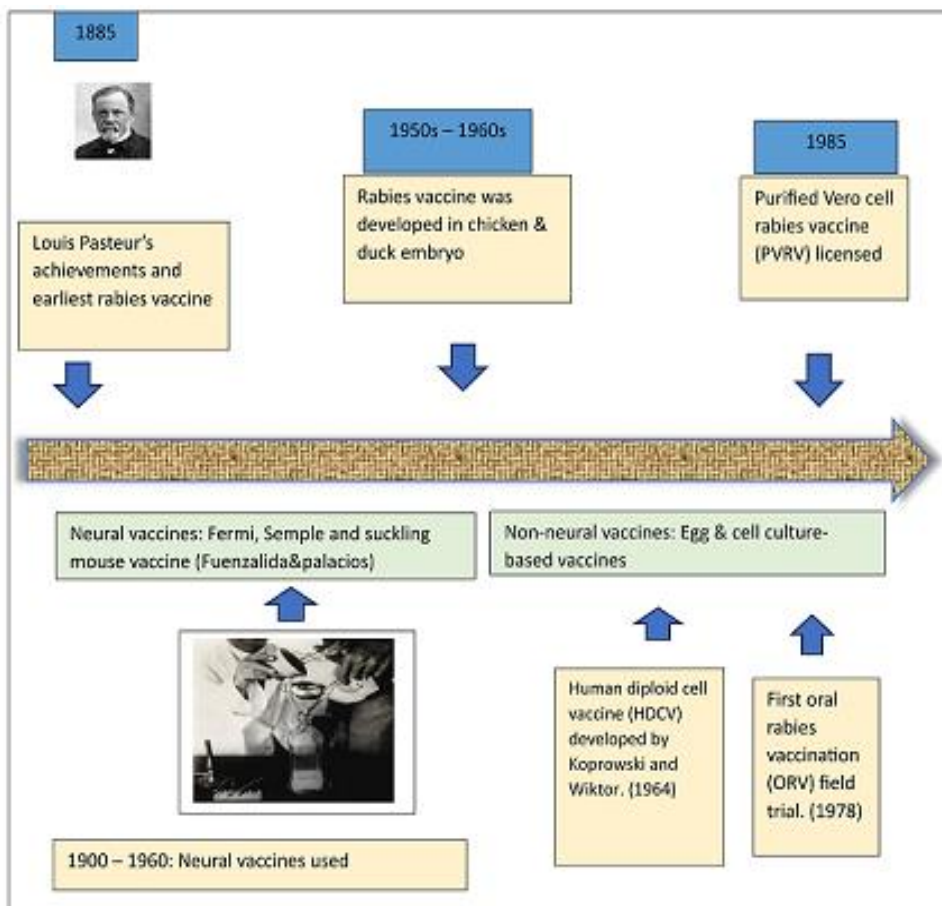 1885
1950s – 1960s
1985
Rabies vaccine was
developed in chicken &
duck embryo
Purified Vero cell
rabies vaccine
(PVRV) licensed
Louis Pasteur's
achievements and
earliest rabies vaccine
Neural vaccines: Fermi, Semple and suckling
mouse vaccine (Fuenzalida&palacios)
Non-neural vaccines: Egg & cell culture-
based vaccines
Human diploid cell
vaccine (HDCV)
developed by
Koprowski and
Wiktor. (1964)
First oral
rabies
vaccination
(ORV) field
trial. (1978)
1900 – 1960: Neural vaccines used